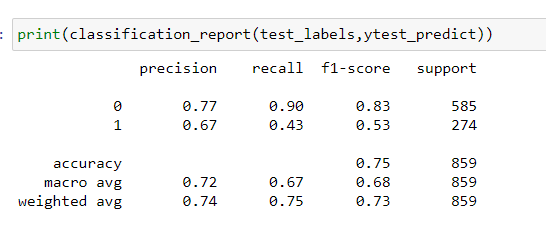 : print(classification_report(test_labels,ytest_predict))
precision recall f1-score support
0 0.77 0.90 0.83 585
1 0.67 0.43 0.53 274
accuracy 0.75 859
macro avg 0.72 0.67 0.68 859
weighted avg 0.74 0.75 0.73 859